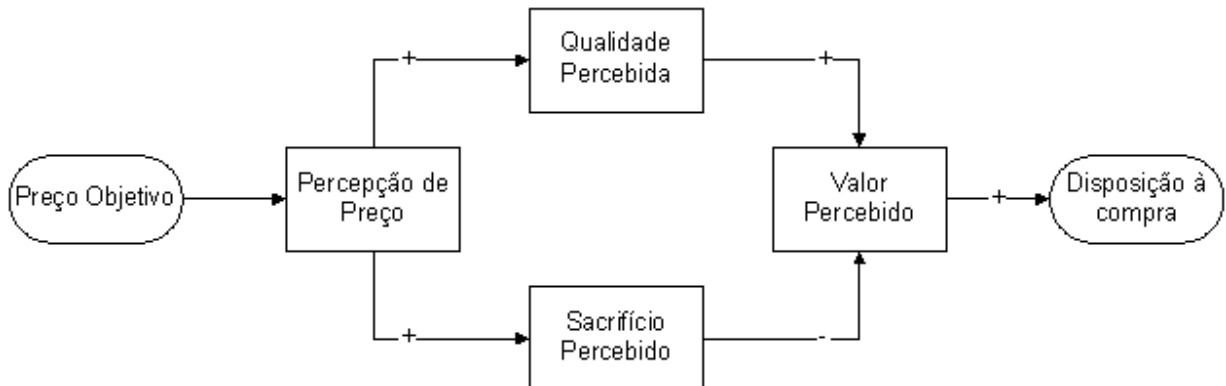 Qualidade
Percebida
+
+
Preço Objetivo
Percepção de
Preço
Valor
Percebido
+
Disposição à
compra
+
Sacrifício
Percebido
-